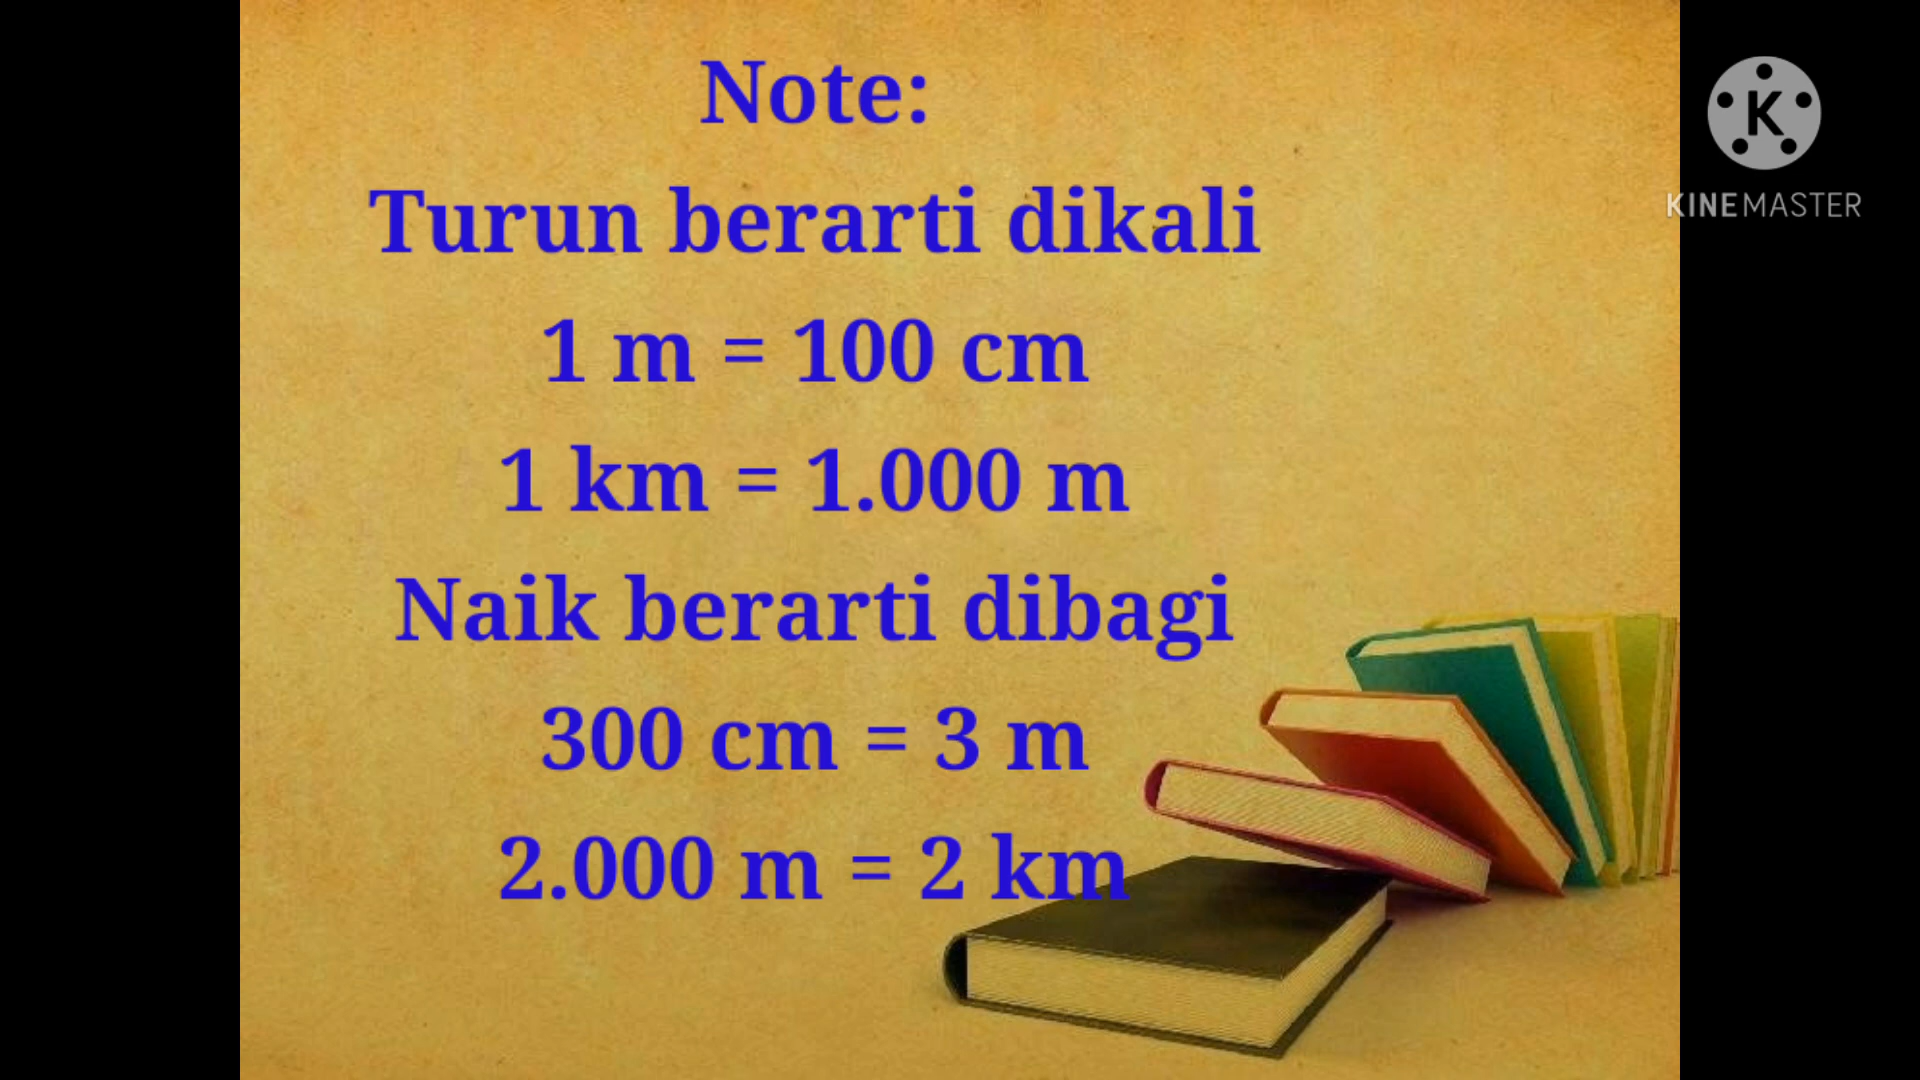 Note:
Turun berarti dikali
1 m = 100 cm
1 km = 1.000 m
Naik berarti dibagi
300 cm = 3 m
2.000 m = 2 km
K
KINEMASTER